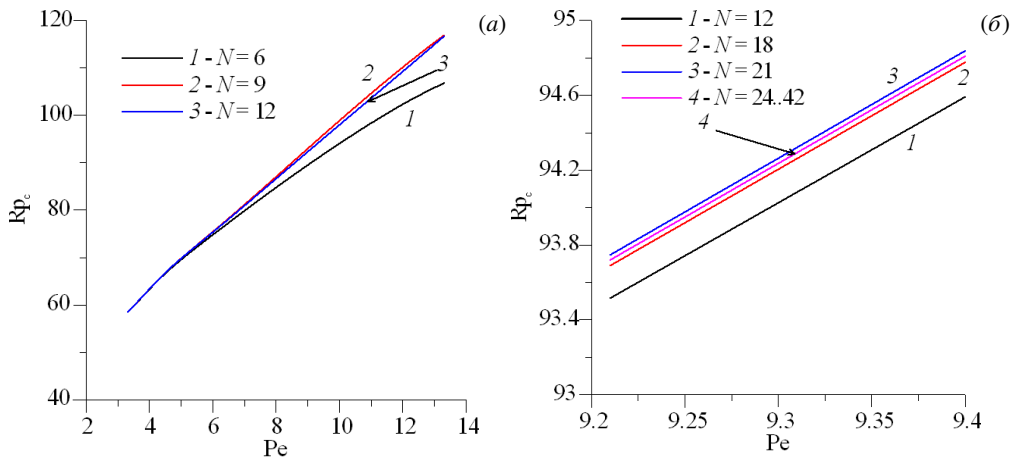 (а)
120
100
80
60
40
Rp_c
1 - N = 6
2 - N = 9
3 - N = 12
2
3
1
2
4
6
8
10
12
14
Pe
(б)
95
94.6
94.2
93.8
93.4
93
Rp_c
1 - N = 12
2 - N = 18
3 - N = 21
4 - N = 24..42
3
2
4
1
9.2
9.25
9.3
9.35
9.4
Pe